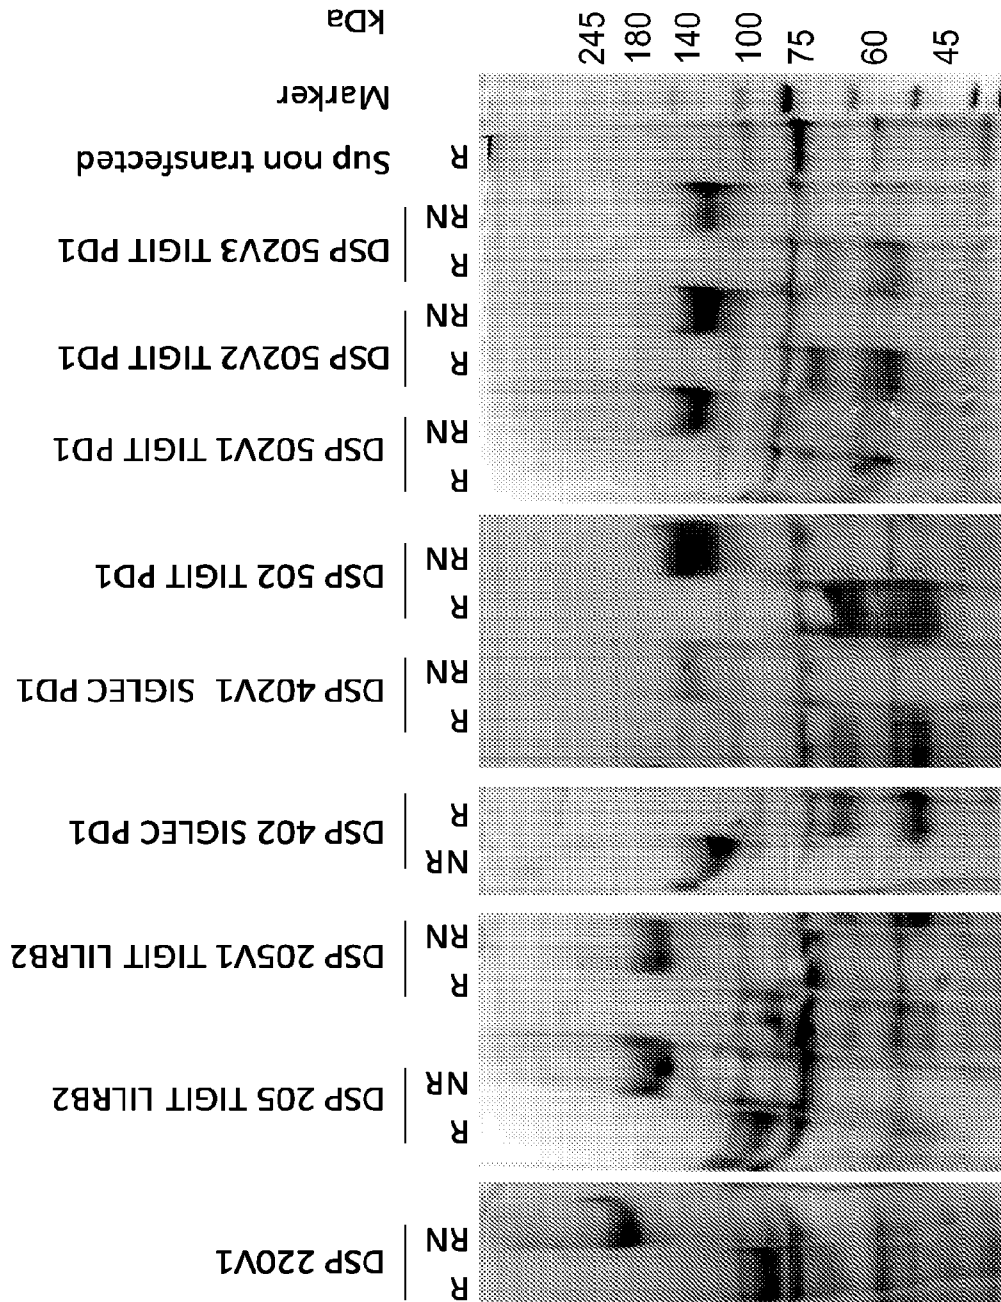 kDa
245
180
140
100
75
60
45
Marker
Sup non transfected
R
DSP 502V3 TIGIT PD1
RN
R
DSP 502V2 TIGIT PD1
RN
R
DSP 502V1 TIGIT PD1
RN
R
DSP 502 TIGIT PD1
RN
R
DSP 402V1 SIGLEC PD1
RN
R
DSP 402 SIGLEC PD1
R
NR
DSP 205V1 TIGIT LILRB2
RN
R
DSP 205 TIGIT LILRB2
NR
R
DSP 220V1
RN
R